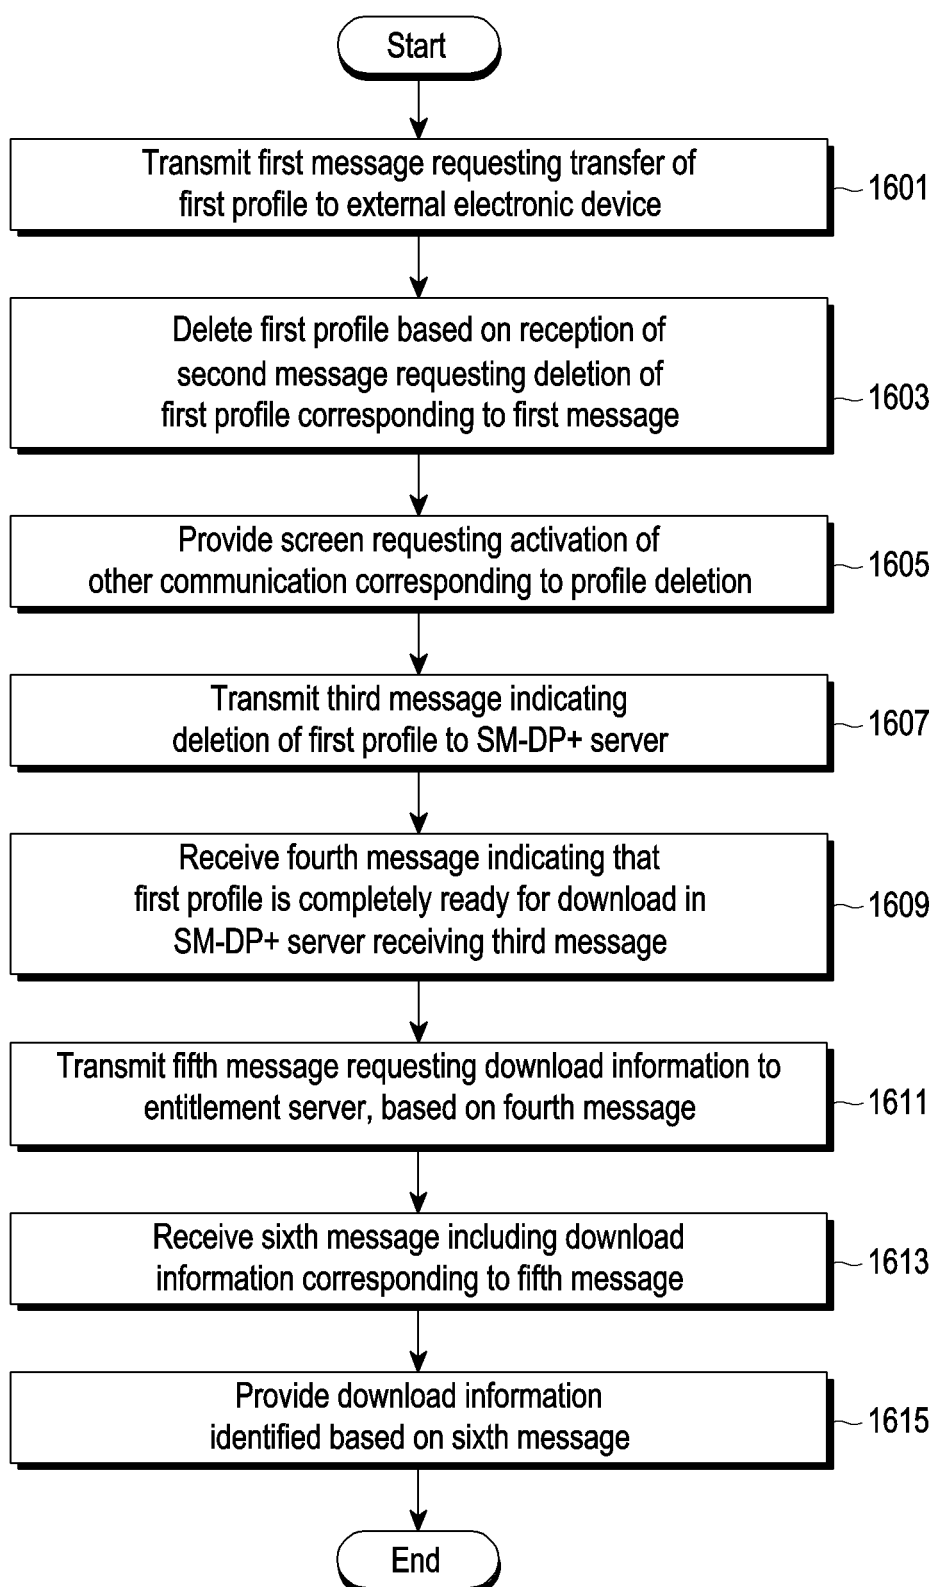 Start
Transmit first message requesting transfer of
first profile to external electronic device
1601
Delete first profile based on reception of
second message requesting deletion of
first profile corresponding to first message
1603
Provide screen requesting activation of
other communication corresponding to profile deletion
1605
Transmit third message indicating
deletion of first profile to SM-DP+ server
1607
Receive fourth message indicating that
first profile is completely ready for download in
SM-DP+ server receiving third message
1609
Transmit fifth message requesting download information to
entitlement server, based on fourth message
1611
Receive sixth message including download
information corresponding to fifth message
1613
Provide download information
identified based on sixth message
1615
End